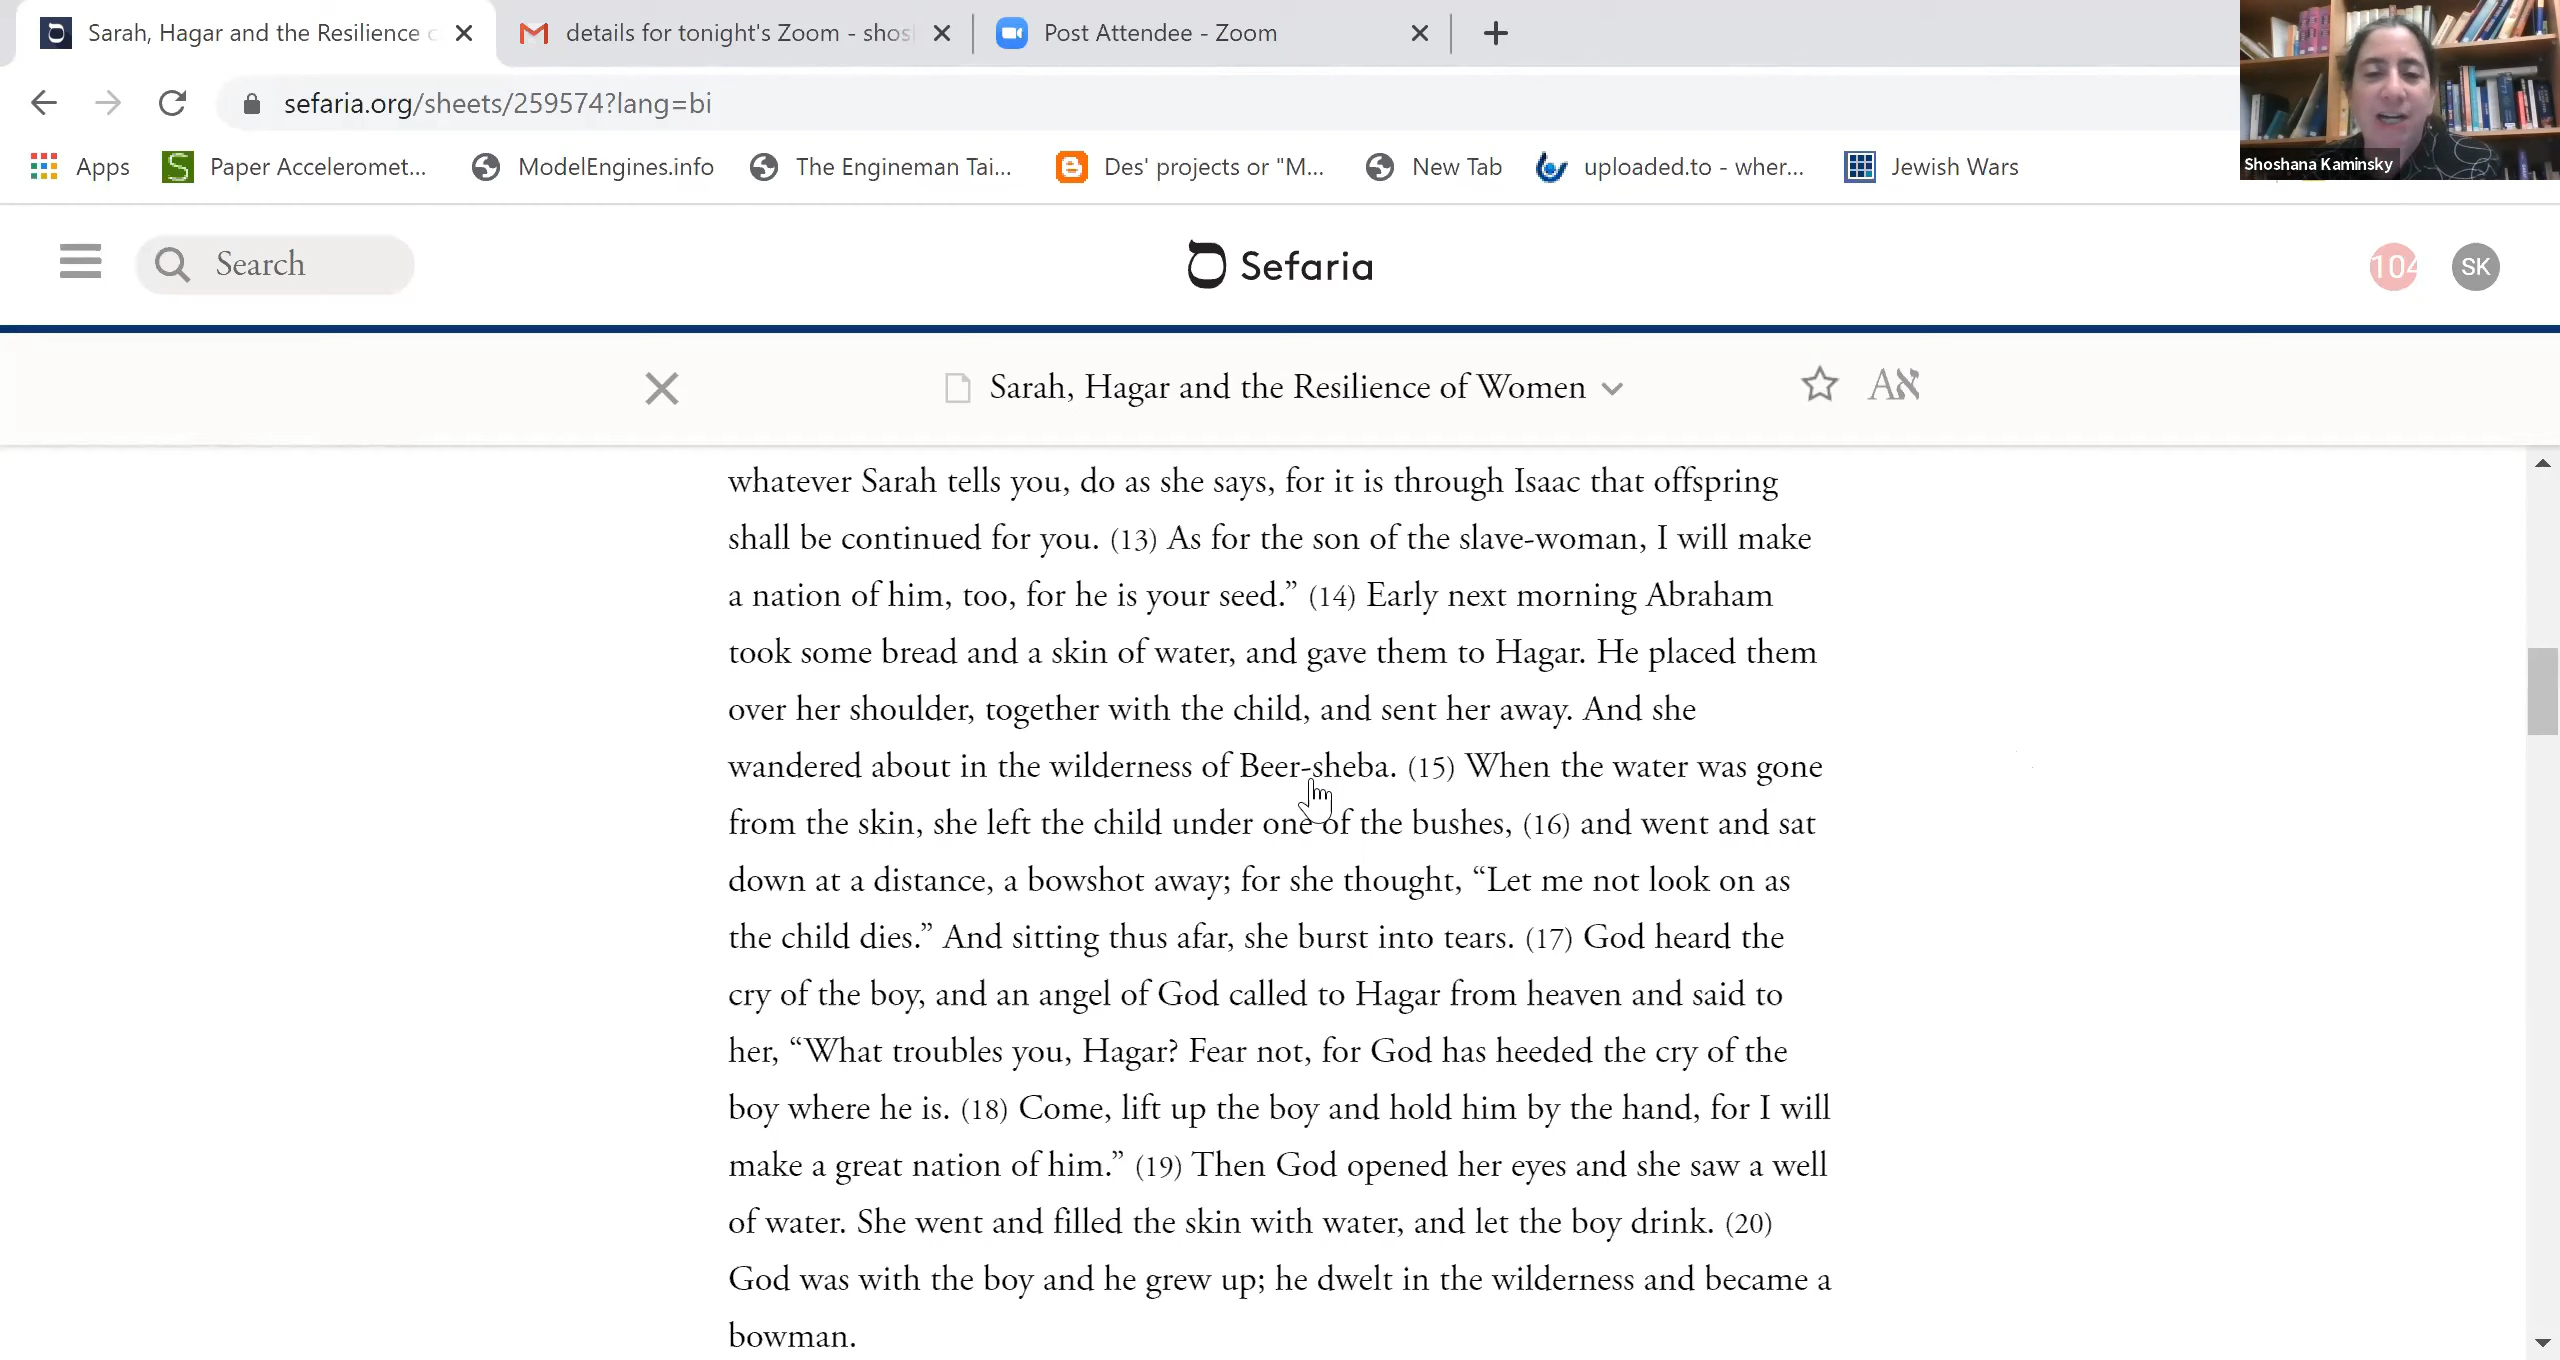 Sarah, Hagar and the Resilience
details for tonight's Zoom - shos
Post Attendee - Zoom
sefaria.org/sheets/259574?lang=bi
Apps
Paper Acceleromet...
ModelEngines.info
The Engineman Tai...
Des' projects or "M...
New Tab
uploaded.to - wher...
Jewish Wars
Shoshana Kaminsky
Search
Sefaria
104
SK
Sarah, Hagar and the Resilience of Women
Aא
whatever Sarah tells you, do as she says, for it is through Isaac that offspring
shall be continued for you. (13) As for the son of the slave-woman, I will make
a nation of him, too, for he is your seed.” (14) Early next morning Abraham
took some bread and a skin of water, and gave them to Hagar. He placed them
over her shoulder, together with the child, and sent her away. And she
wandered about in the wilderness of Beer-sheba. (15) When the water was gone
from the skin, she left the child under one of the bushes, (16) and went and sat
down at a distance, a bowshot away; for she thought, “Let me not look on as
the child dies.” And sitting thus afar, she burst into tears. (17) God heard the
cry of the boy, and an angel of God called to Hagar from heaven and said to
her, “What troubles you, Hagar? Fear not, for God has heeded the cry of the
boy where he is. (18) Come, lift up the boy and hold him by the hand, for I will
make a great nation of him.” (19) Then God opened her eyes and she saw a well
of water. She went and filled the skin with water, and let the boy drink. (20)
God was with the boy and he grew up; he dwelt in the wilderness and became a
bowman.